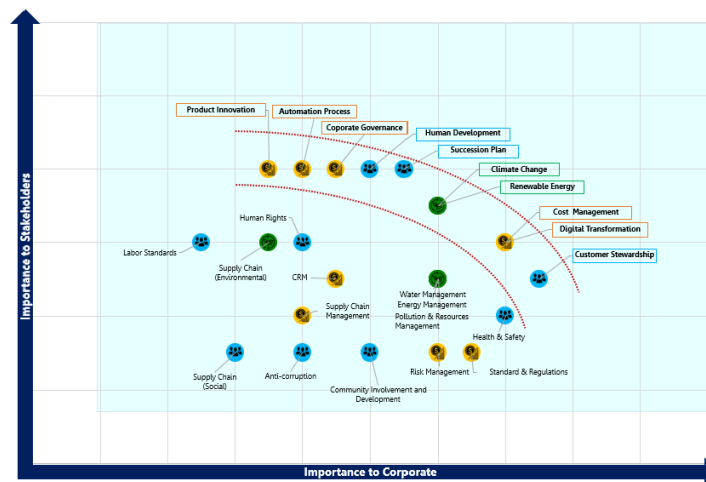 Product Innovation
Automation Process
Coporate Governance
Human Development
Succession Plan
Climate Change
Renewable Energy
Cost Management
Digital Transformation
Customer Stewardship
Human Rights
Labor Standards
Supply Chain
(Environmental)
CRM
Water Management
Energy Management
Pollution & Resources
Management
Supply Chain
Management
Health & Safety
Supply Chain
(Social)
Anti-corruption
Community Involvement and
Development
Risk Management
Standard & Regulations
Importance to Stakeholders
Importance to Corporate